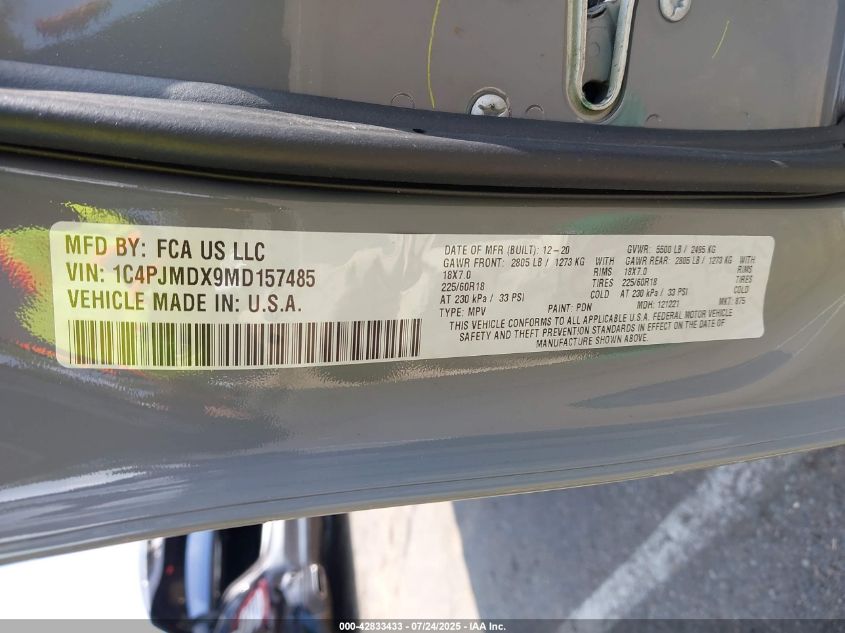 MFD BY: FCA US LLC
VIN: 1C4PJMDX9MD157485
VEHICLE MADE IN: U.S.A.
DATE OF MFR (BUILT): 12-20 GVWR: 5500 LB / 2495 KG
GAWR FRONT: 2805 LB / 1273 KG WITH GAWR REAR: 2805 LB / 1273 KG WITH
18X7.0 RIMS 18X7.0 RIMS
225/60R18 TIRES 225/60R18 TIRES
AT 230 kPa / 33 PSI COLD AT 230 kPa / 33 PSI COLD
TYPE: MPV PAINT: PDN MDH: 121221 MKT: 875
THIS VEHICLE CONFORMS TO ALL APPLICABLE U.S.A. FEDERAL MOTOR VEHICLE
SAFETY AND THEFT PREVENTION STANDARDS IN EFFECT ON THE DATE OF
MANUFACTURE SHOWN ABOVE.
000-42833433 - 07/24/2025 - IAA Inc.